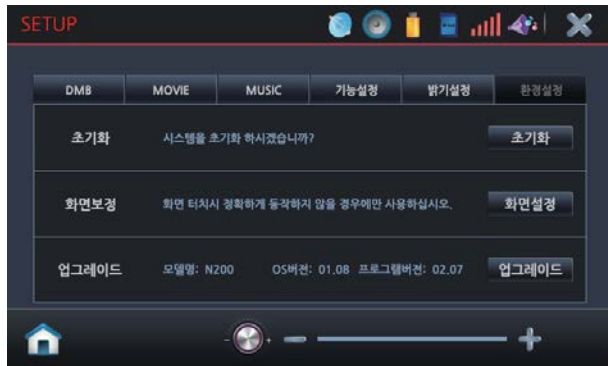 SETUP
DMB MOVIE MUSIC 기능설정 밝기설정 환경설정
초기화 시스템을 초기화 하시겠습니까? 초기화
화면보정 화면 터치시 정확하게 동작하지 않을 경우에만 사용하십시오. 화면설정
업그레이드 모델명: N200 OS버전: 01.08 프로그램버전: 02.07 업그레이드